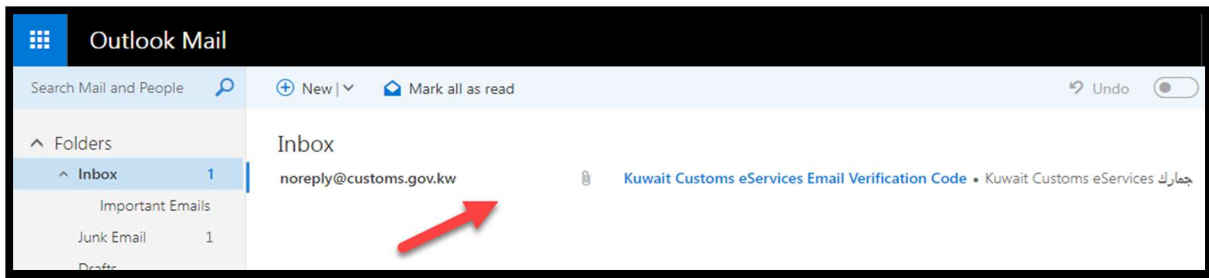 Outlook Mail
Search Mail and People
New
Mark all as read
Undo
Folders
Inbox 1
Important Emails
Junk Email 1
Drafts
Inbox
noreply@customs.gov.kw Kuwait Customs eServices Email Verification Code • Kuwait Customs eServices جمارك